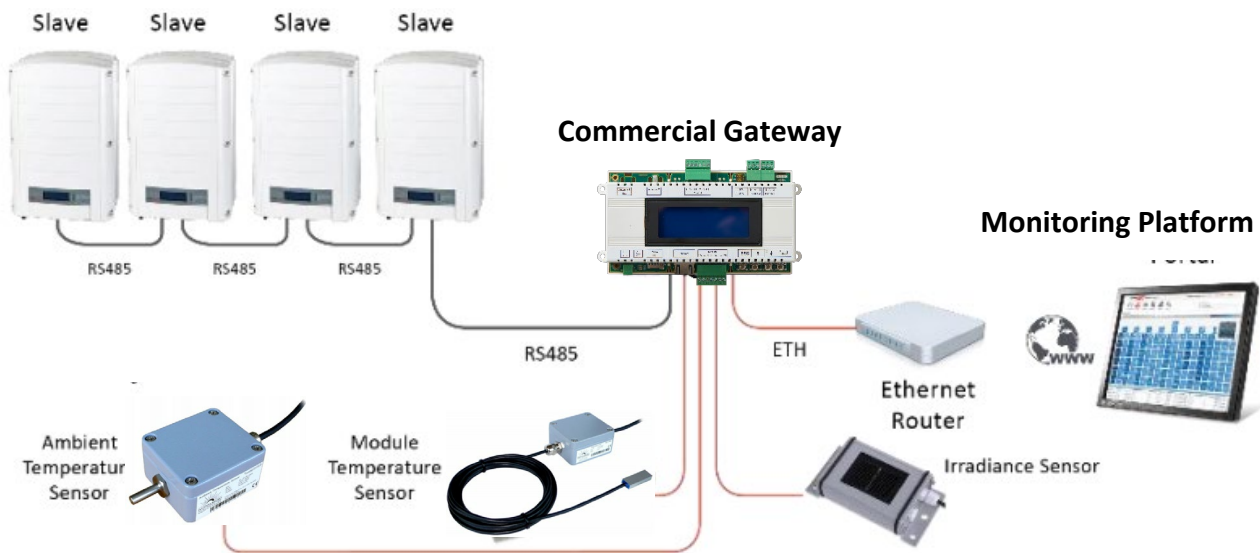 Slave
Slave
Slave
Slave
Commercial Gateway
Monitoring Platform
RS485
RS485
RS485
RS485
ETH
www
Ethernet
Router
Ambient
Temperatur
Sensor
Module
Temperature
Sensor
Irradiance Sensor